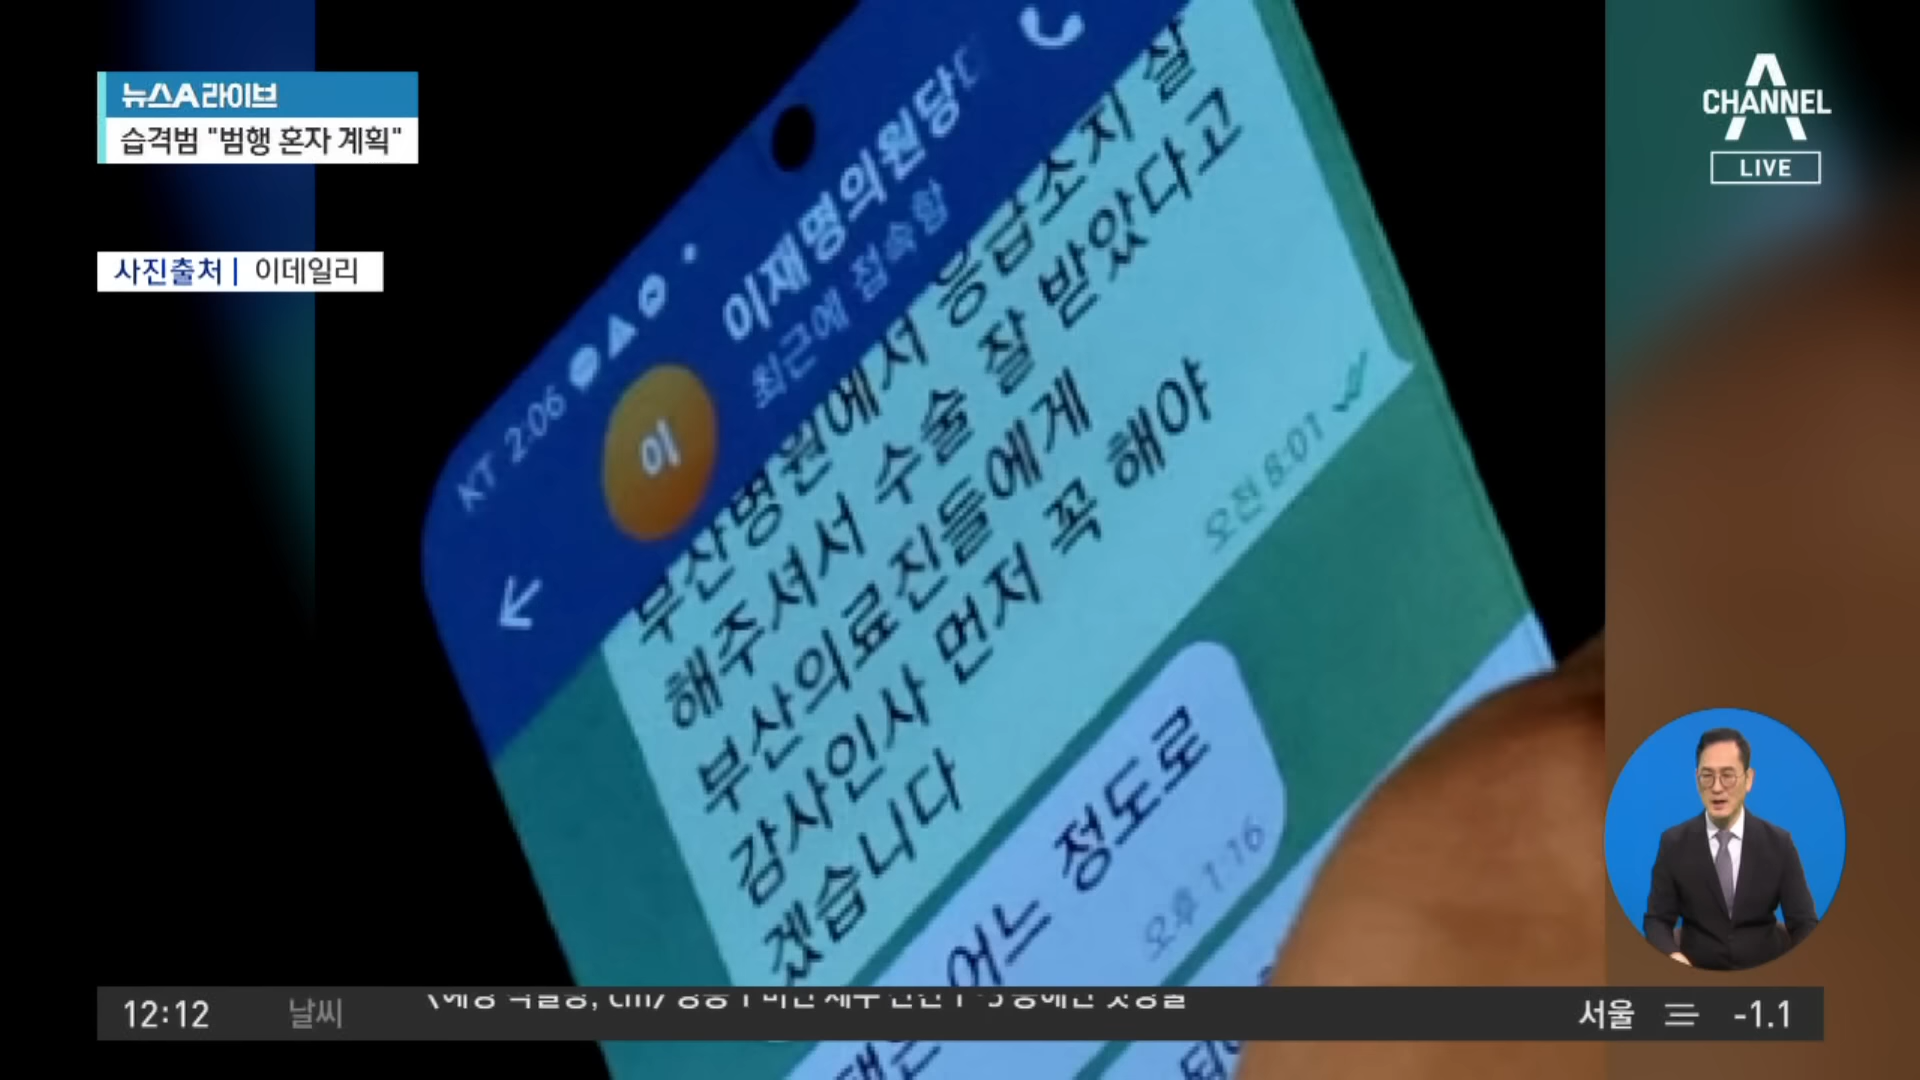 뉴스A라이브
습격범 "범행 혼자 계획"
사진출처 | 이데일리
CHANNEL A
LIVE
KT 2:06
이
이재명의원당
최근에 접속함
부산병원에서 응급조치 잘
해주셔서 수술 잘 받았다고
부산의료진들에게
감사인사 먼저 꼭 해야
겠습니다
오전 8:01
어느 정도로
오후 1:16
12:12
날씨
서울
-1.1